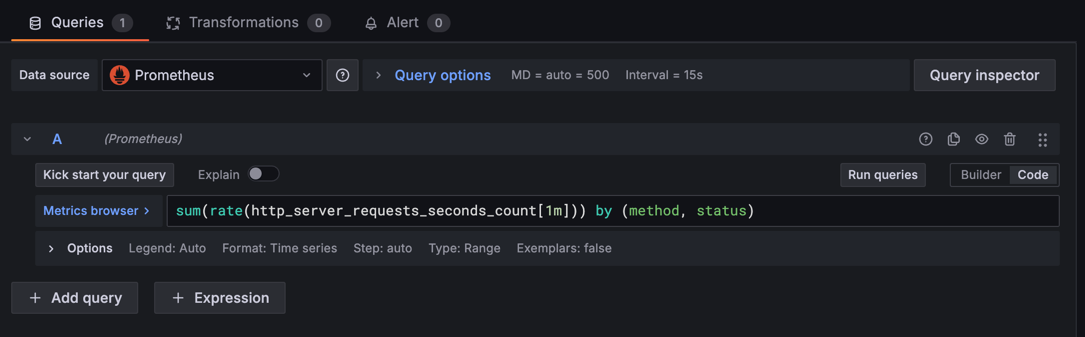 Queries 1 Transformations 0 Alert 0
Data source Prometheus Query options MD = auto = 500 Interval = 15s Query inspector
A (Prometheus)
Kick start your query Explain Run queries Builder Code
Metrics browser > sum(rate(http_server_requests_seconds_count[1m])) by (method, status)
Options Legend: Auto Format: Time series Step: auto Type: Range Exemplars: false
+ Add query + Expression